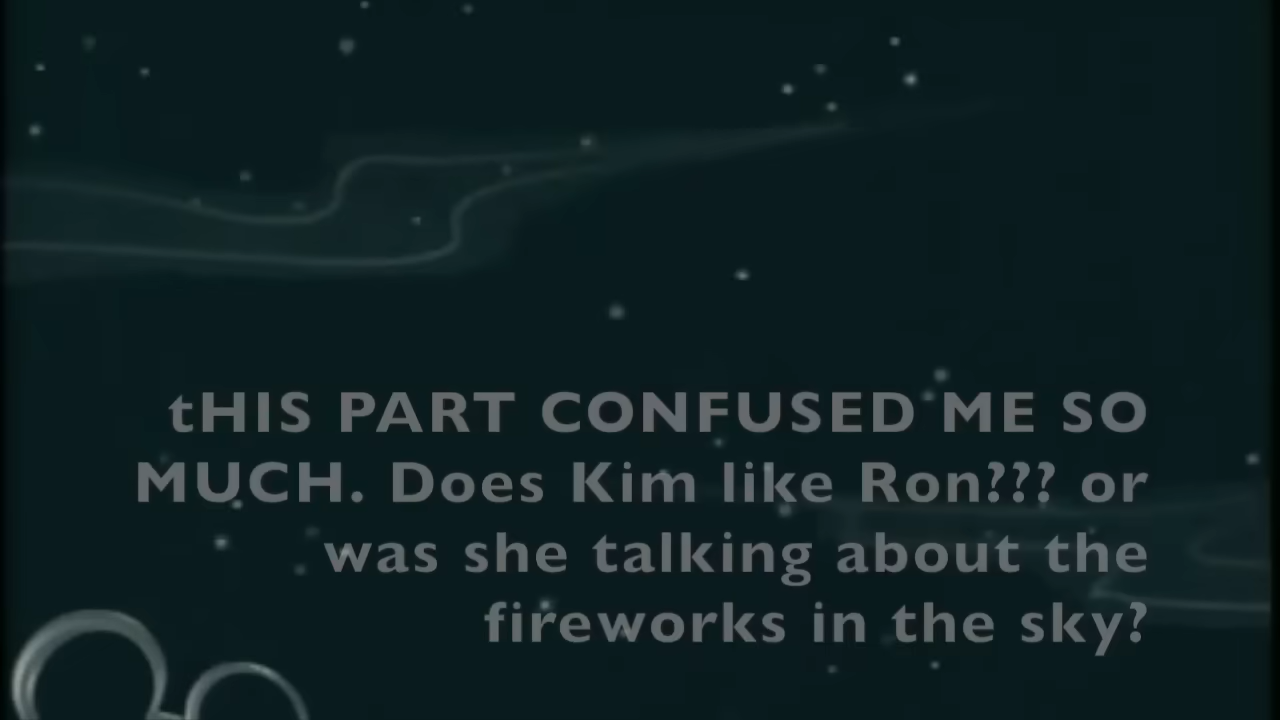 tHIS PART CONFUSED ME SO
MUCH. Does Kim like Ron??? or
was she talking about the
fireworks in the sky?